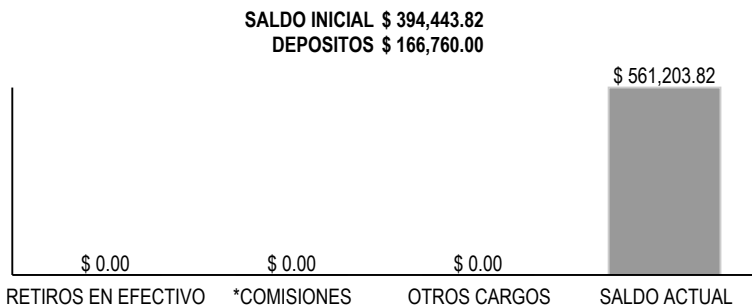 SALDO INICIAL $ 394,443.82
DEPOSITOS $ 166,760.00
$ 561,203.82
$ 0.00 $ 0.00 $ 0.00
RETIROS EN EFECTIVO *COMISIONES OTROS CARGOS SALDO ACTUAL